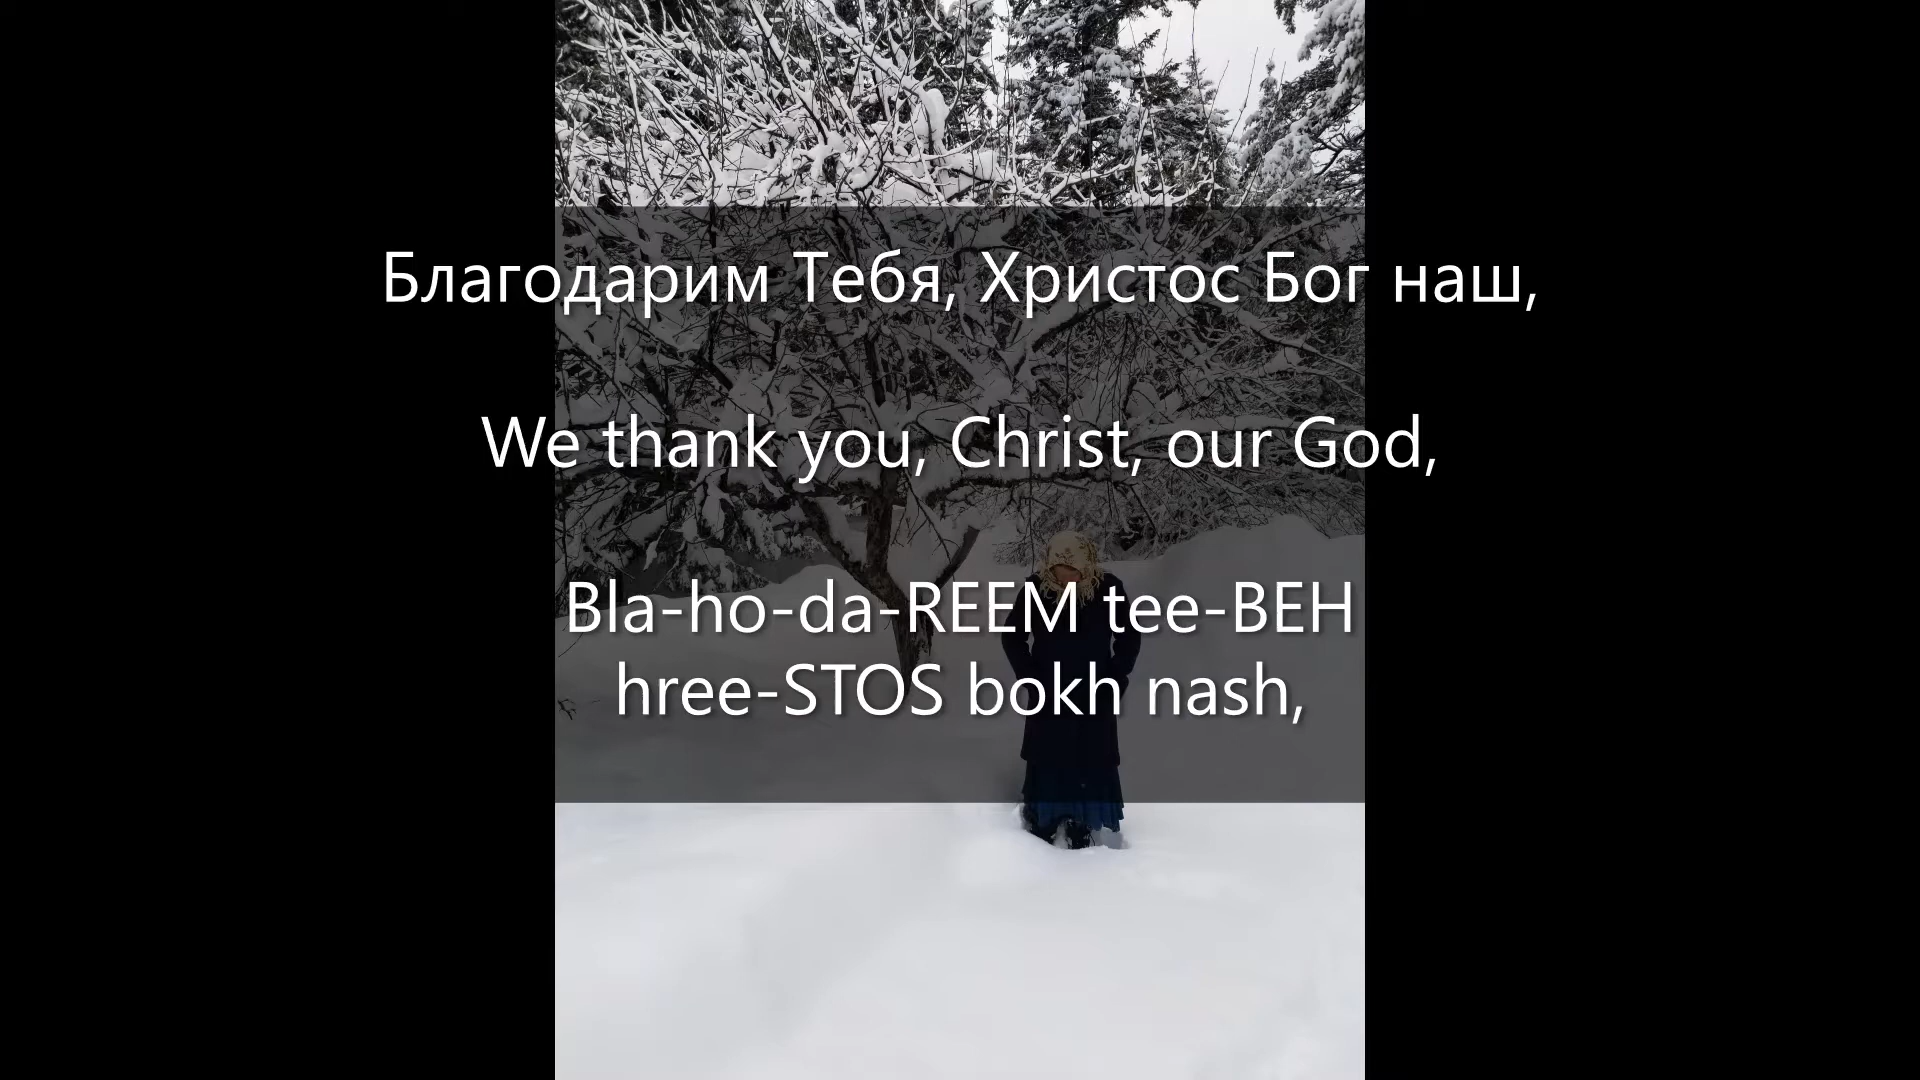 Благодарим Тебя, Христос Бог наш,
We thank you, Christ, our God,
Bla-ho-da-REEM tee-BEH
hree-STOS bokh nash,